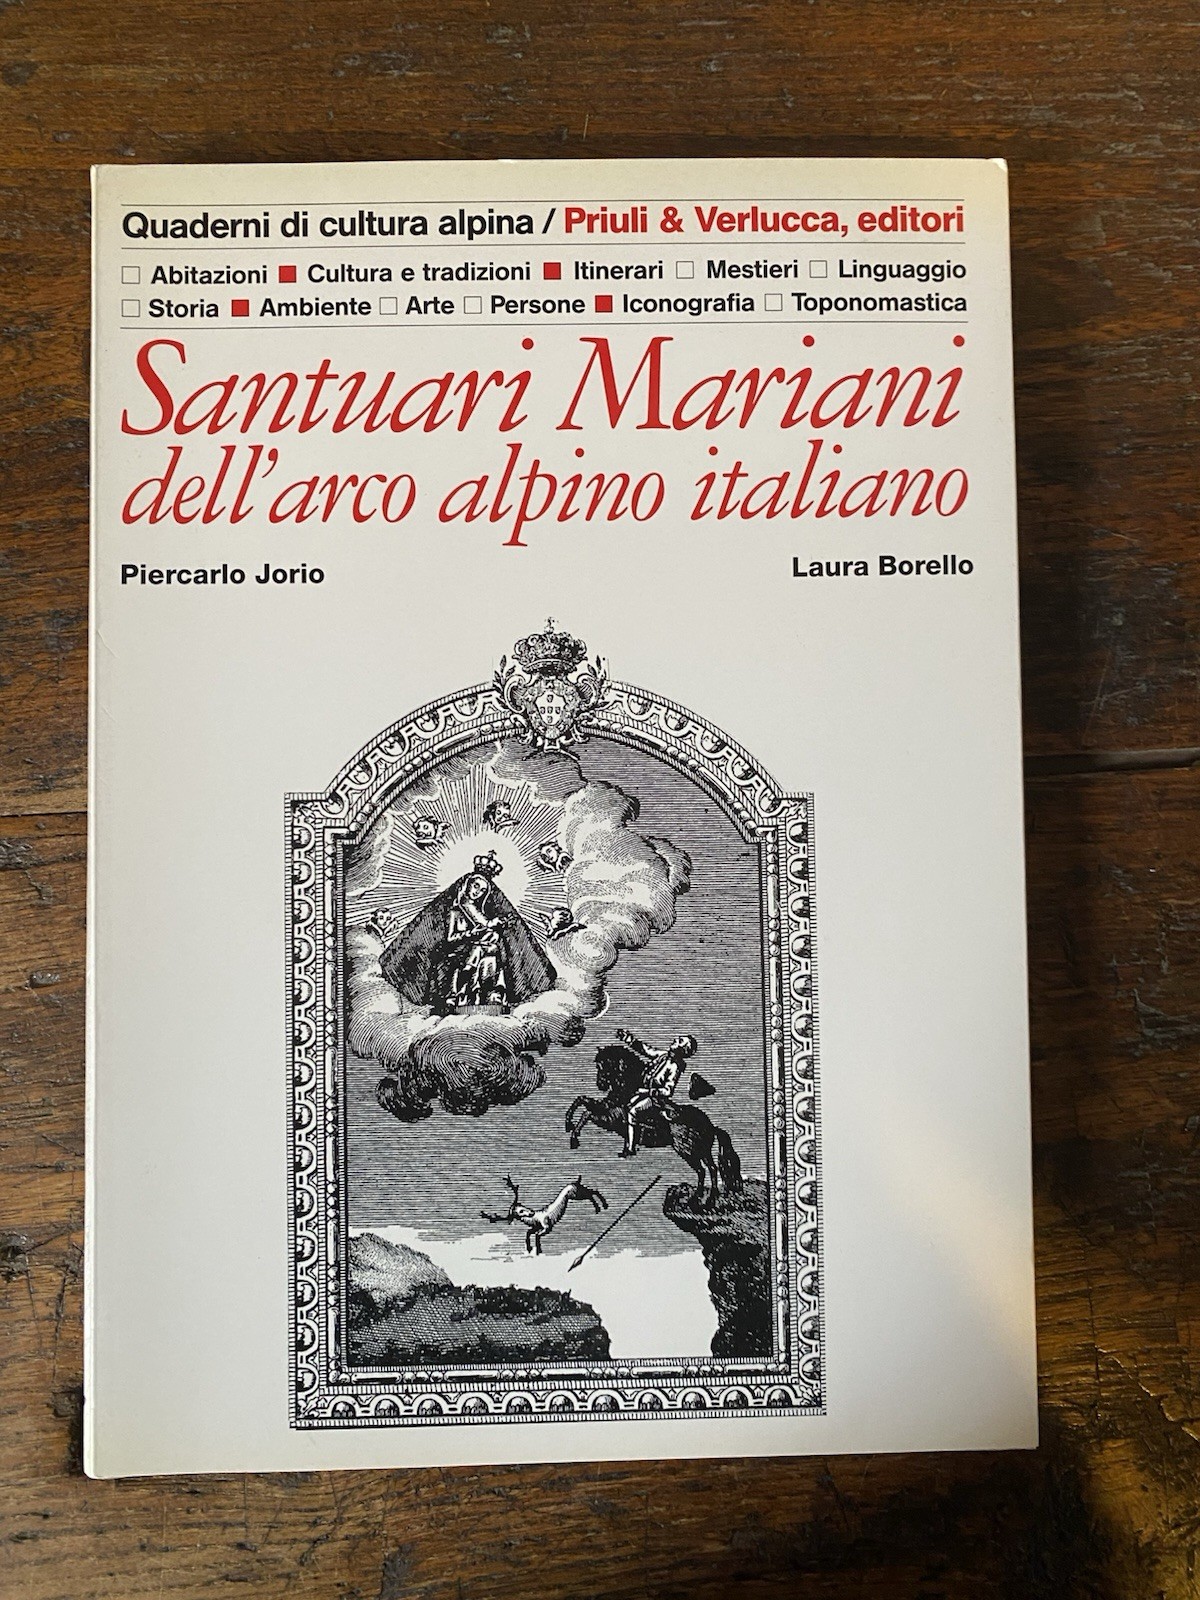 Quaderni di cultura alpina / Priuli & Verlucca, editori
□ Abitazioni ■ Cultura e tradizioni ■ Itinerari □ Mestieri □ Linguaggio
□ Storia ■ Ambiente □ Arte □ Persone ■ Iconografia □ Toponomastica
Santuari Mariani
dell'arco alpino italiano
Piercarlo Jorio Laura Borello